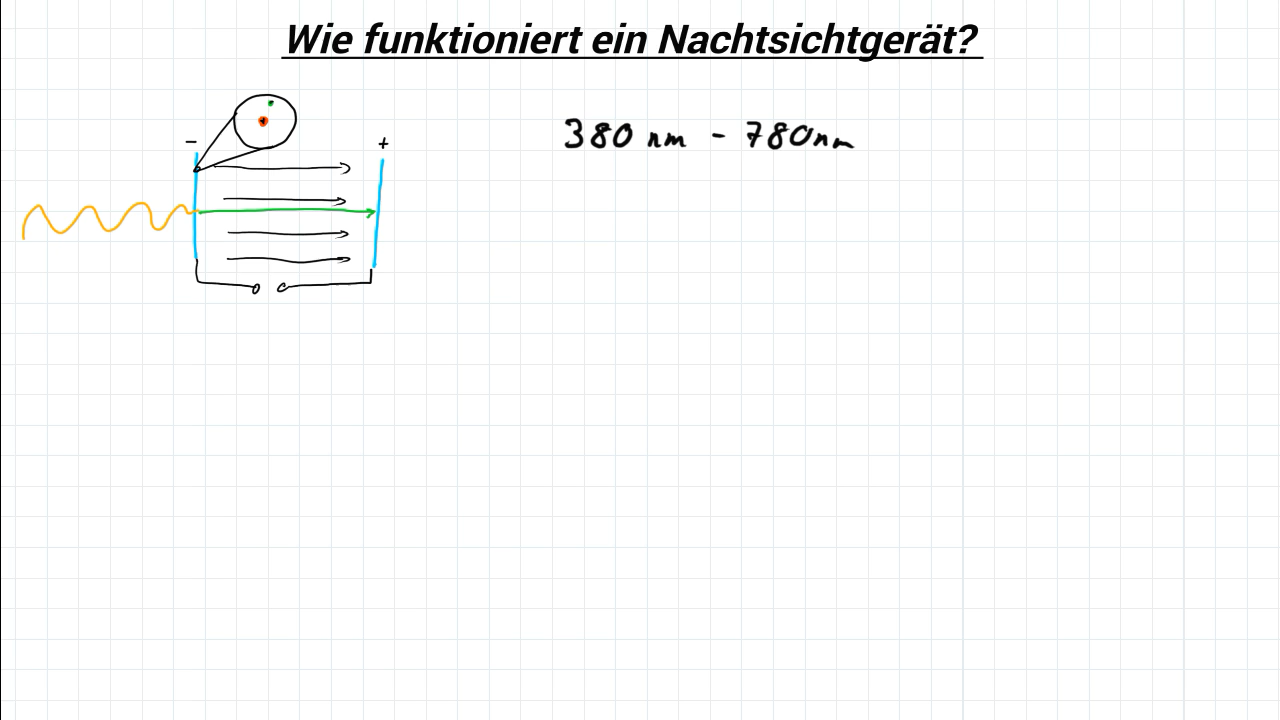 Wie funktioniert ein Nachtsichtgerät?
380 nm - 780nm
- +